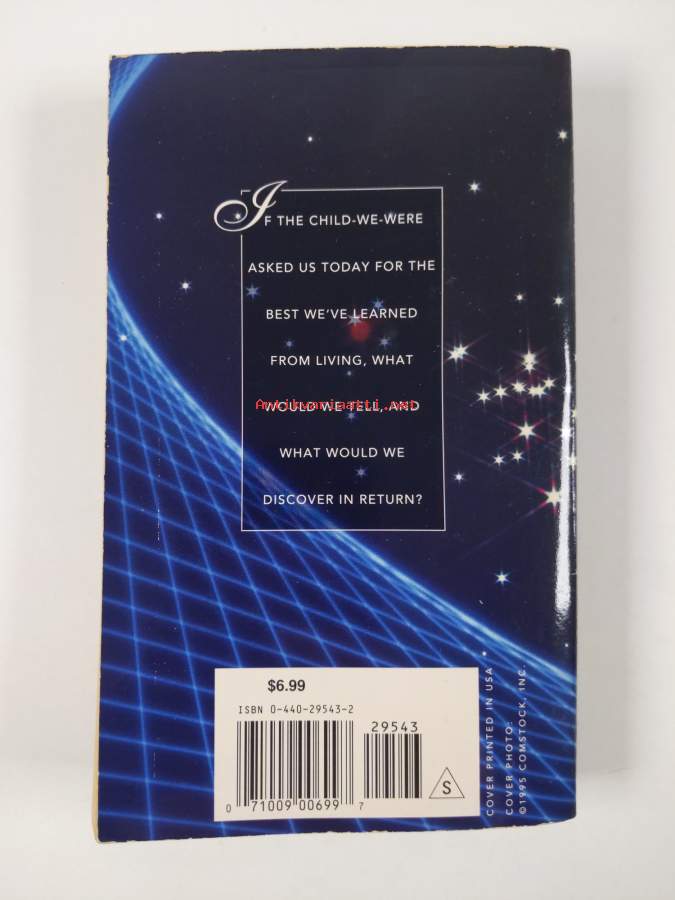 IF THE CHILD-WE-WERE
ASKED US TODAY FOR THE
BEST WE'VE LEARNED
FROM LIVING, WHAT
WOULD WE TELL, AND
Antikvariaatti.net
WHAT WOULD WE
DISCOVER IN RETURN?
$6.99
ISBN 0-440-29543-2
29543
0 71009 00699 7
S
COVER PRINTED IN USA
COVER PHOTO:
©1995 COMSTOCK, INC.